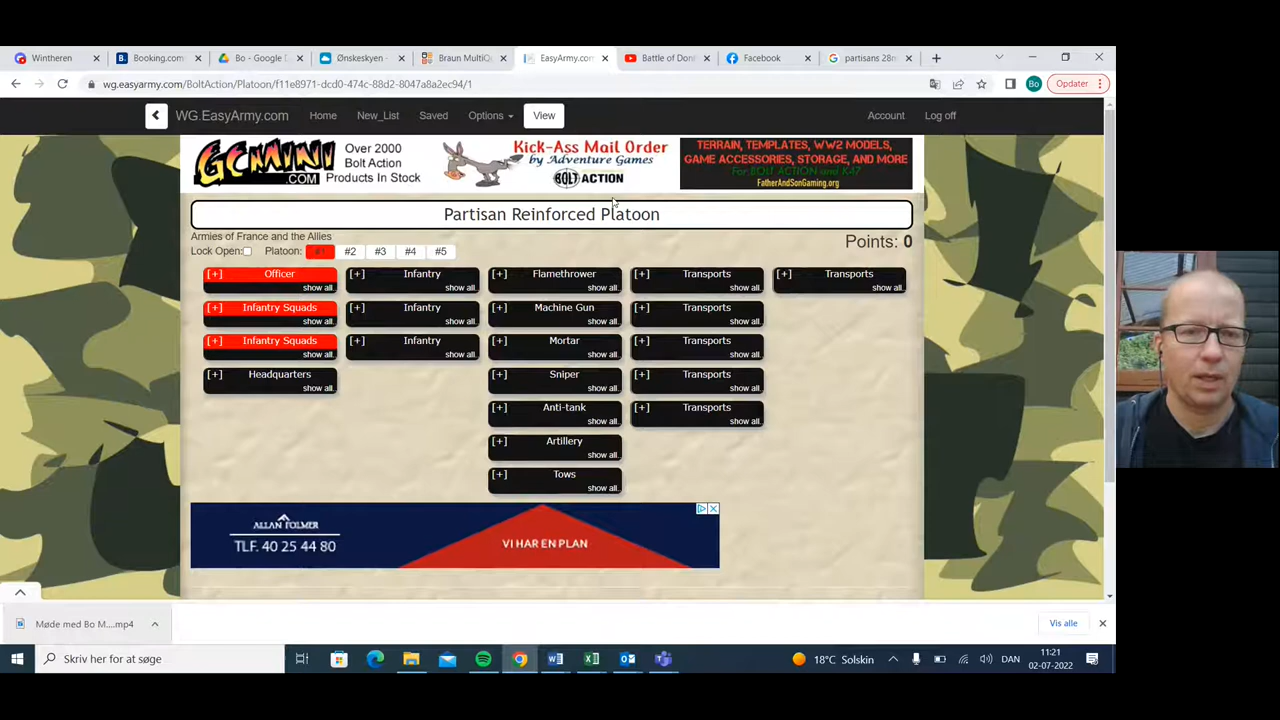 Wintheren
Booking.com
Bo - Google D
Ønskeskyen -
Braun MultiQ
EasyArmy.com
Battle of Don
Facebook
partisans 28m
wg.easyarmy.com/BoltAction/Platoon/f11e8971-dcd0-474c-88d2-8047a8a2ec94/1
Bo
Opdater
WG.EasyArmy.com
Home
New_List
Saved
Options
View
Account
Log off
GCMINI.COM
Over 2000
Bolt Action
Products In Stock
Kick-Ass Mail Order
by Adventure Games
BOLT ACTION
TERRAIN, TEMPLATES, WW2 MODELS,
GAME ACCESSORIES, STORAGE, AND MORE
For BOLT ACTION and K47
FatherAndSonGaming.org
Partisan Reinforced Platoon
Armies of France and the Allies
Points: 0
Lock Open: Platoon: #1 #2 #3 #4 #5
[+] Officer
show all.
[+] Infantry
show all.
[+] Flamethrower
show all.
[+] Transports
show all.
[+] Transports
show all.
[+] Infantry Squads
show all.
[+] Infantry
show all.
[+] Machine Gun
show all.
[+] Transports
show all.
[+] Infantry Squads
show all.
[+] Infantry
show all.
[+] Mortar
show all.
[+] Transports
show all.
[+] Headquarters
show all.
[+] Sniper
show all.
[+] Transports
show all.
[+] Anti-tank
show all.
[+] Transports
show all.
[+] Artillery
show all.
[+] Tows
show all.
ALLAN FOLMER
TLF. 40 25 44 80
VI HAR EN PLAN
Møde med Bo M....mp4
Vis alle
Skriv her for at søge
18°C Solskin
DAN
11:21
02-07-2022